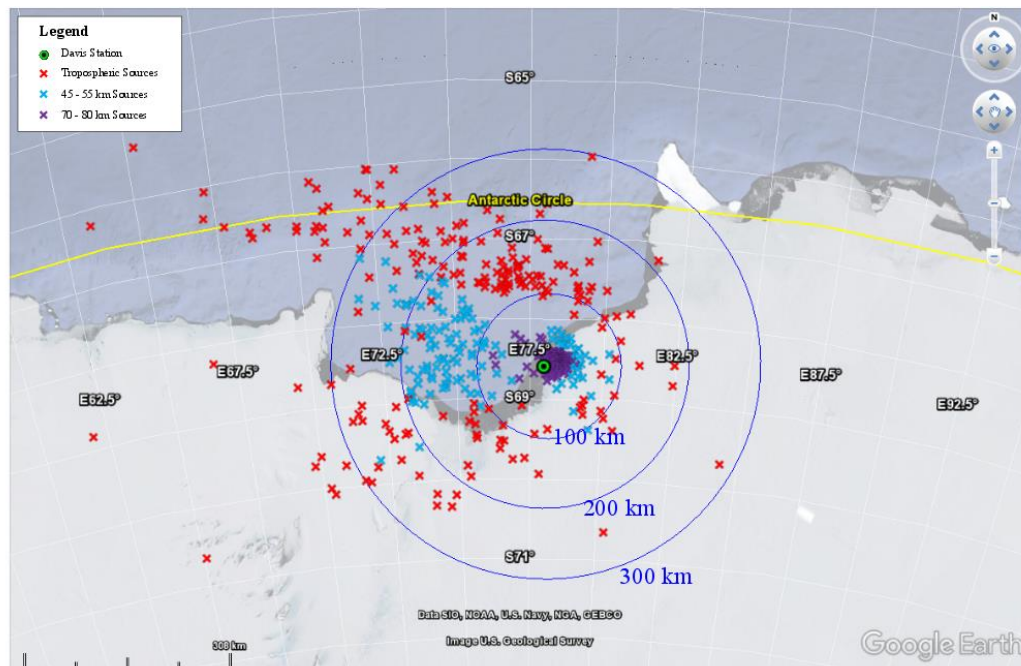 Legend
Davis Station
Tropospheric Sources
45 - 55 km Sources
70 - 80 km Sources
N
S65°
Antarctic Circle
S67°
E77.5°
E72.5°
E82.5°
E67.5°
E87.5°
E62.5°
S69°
E92.5°
100 km
200 km
S71°
300 km
Data SIO, NOAA, U.S. Navy, NGA, GEBCO
Image U.S. Geological Survey
308 km
Google Earth